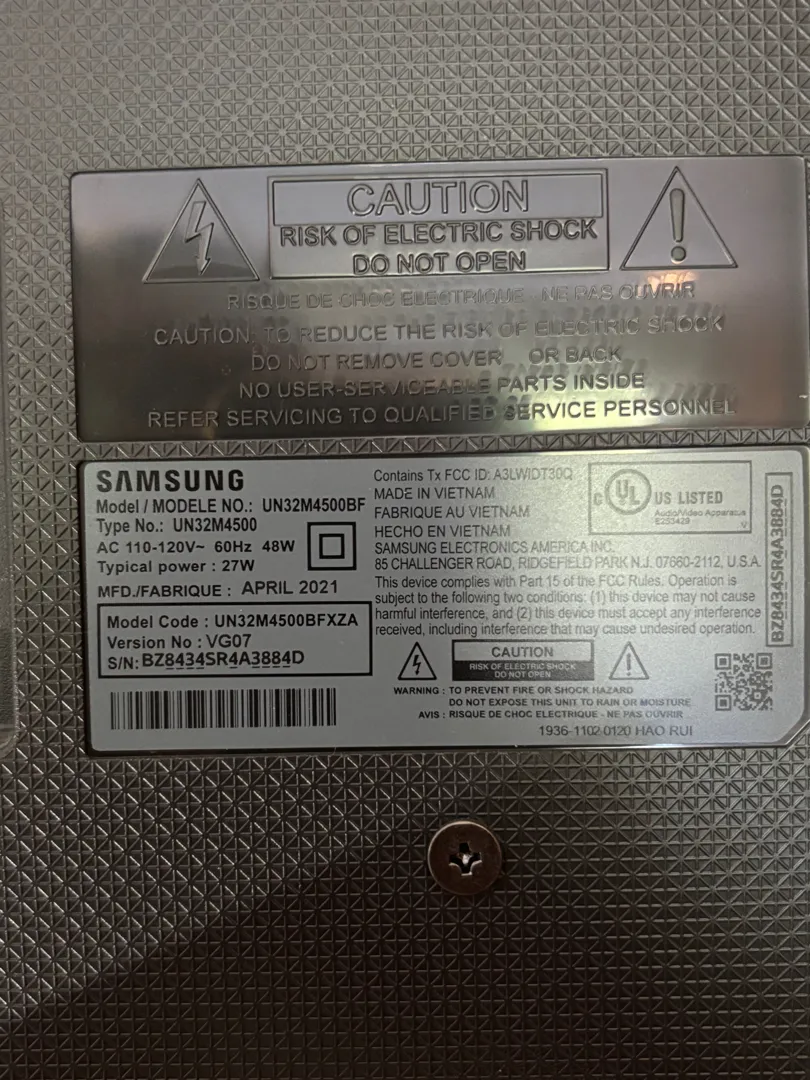 CAUTION
RISK OF ELECTRIC SHOCK
DO NOT OPEN
RISQUE DE CHOC ELECTRIQUE - NE PAS OUVRIR
CAUTION: TO REDUCE THE RISK OF ELECTRIC SHOCK
DO NOT REMOVE COVER OR BACK
NO USER-SERVICEABLE PARTS INSIDE
REFER SERVICING TO QUALIFIED SERVICE PERSONNEL
SAMSUNG
Model / MODELE NO.: UN32M4500BF
Type No.: UN32M4500
AC 110-120V~ 60Hz 48W
Typical power : 27W
MFD./FABRIQUE : APRIL 2021
Model Code : UN32M4500BFXZA
Version No : VG07
S/N: BZ8434SR4A3884D
Contains Tx FCC ID: A3LWIDT30Q
MADE IN VIETNAM
FABRIQUE AU VIETNAM
HECHO EN VIETNAM
SAMSUNG ELECTRONICS AMERICA INC.
85 CHALLENGER ROAD, RIDGEFIELD PARK N.J. 07660-2112, U.S.A.
This device complies with Part 15 of the FCC Rules. Operation is
subject to the following two conditions: (1) this device may not cause
harmful interference, and (2) this device must accept any interference
received, including interference that may cause undesired operation.
c UL US LISTED
Audio/Video Apparatus
E253429
V
BZ8434SR4A3884D
CAUTION
RISK OF ELECTRIC SHOCK
DO NOT OPEN
WARNING : TO PREVENT FIRE OR SHOCK HAZARD
DO NOT EXPOSE THIS UNIT TO RAIN OR MOISTURE
AVIS : RISQUE DE CHOC ELECTRIQUE - NE PAS OUVRIR
1936-1102-0120 HAO RUI